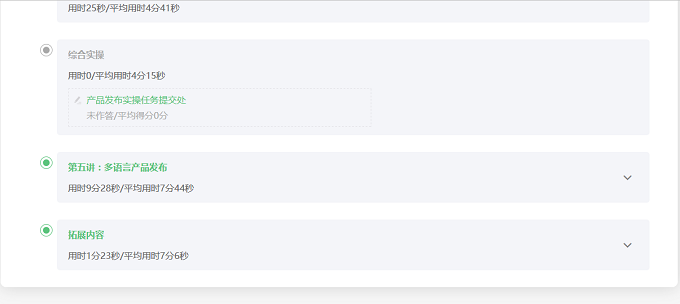 用时25秒/平均用时4分41秒
综合实操
用时0/平均用时4分15秒
产品发布实操任务提交处
未作答/平均得分0分
第五讲：多语言产品发布
用时9分28秒/平均用时7分44秒
拓展内容
用时1分23秒/平均用时7分6秒